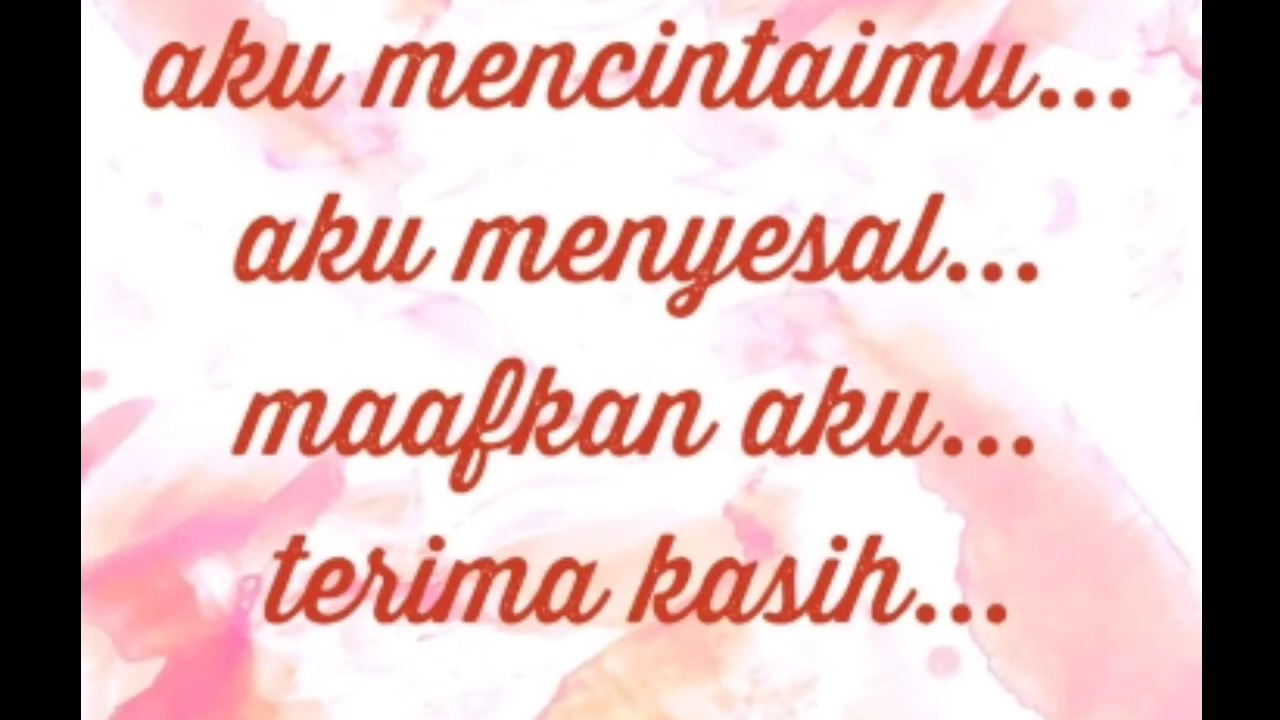 aku mencintaimu...
aku menyesal...
maafkan aku...
terima kasih...